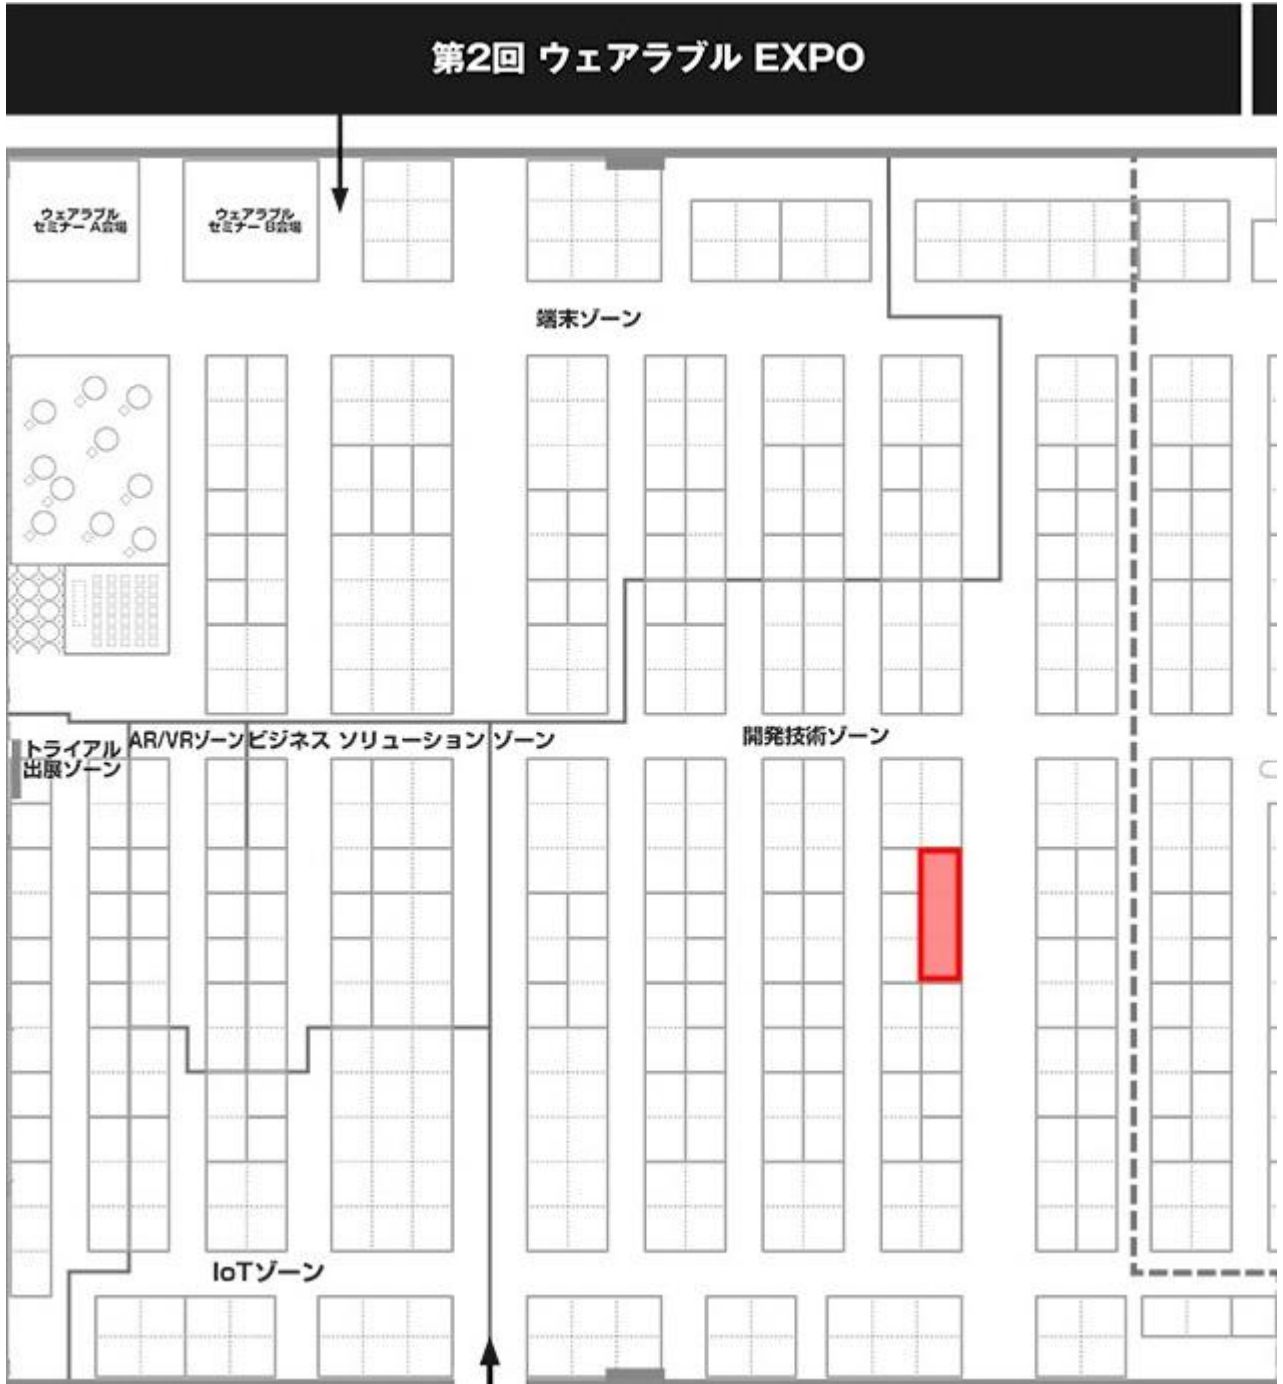 第2回 ウェアラブル EXPO
ウェアラブル
セミナー A会場
ウェアラブル
セミナー B会場
端末ゾーン
トライアル
出展ゾーン
AR/VRゾーン
ビジネス ソリューション ゾーン
開発技術ゾーン
IoTゾーン